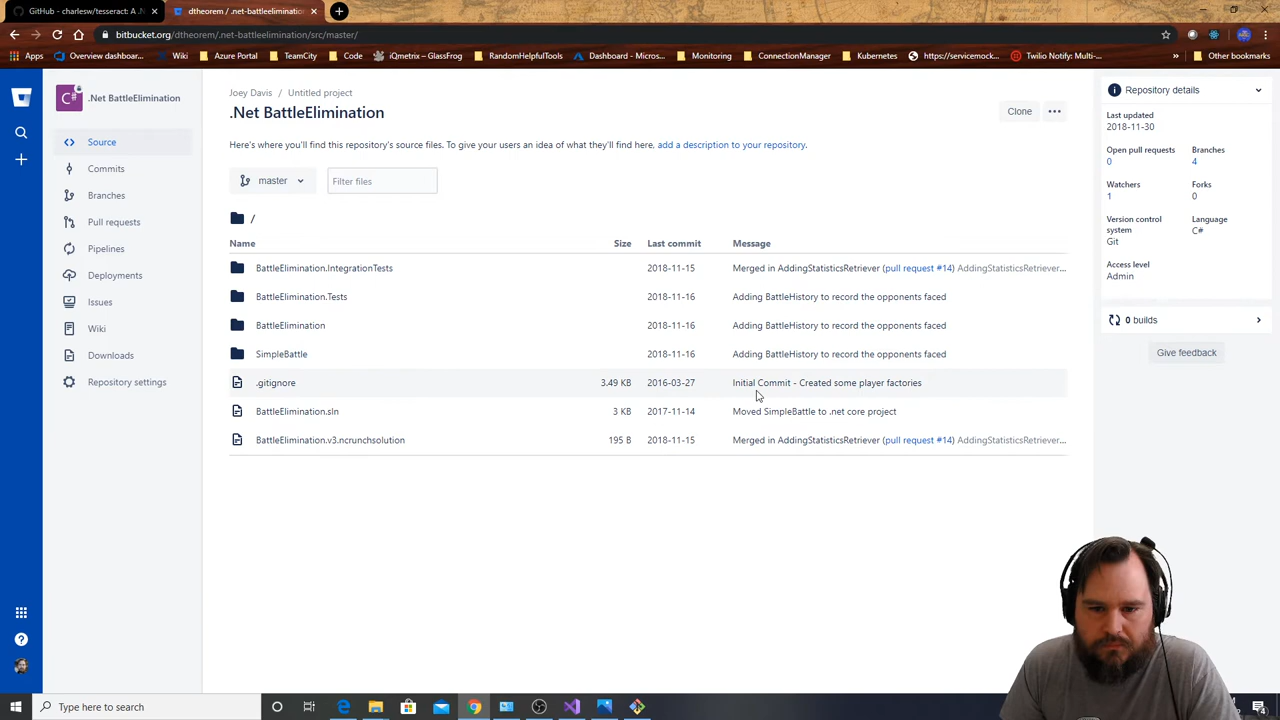 GitHub - charlesw/tesseract: A .N
dtheorem / .net-battleelimination
bitbucket.org/dtheorem/.net-battleelimination/src/master/
Apps
Overview dashboar...
Wiki
Azure Portal
TeamCity
Code
iQmetrix – GlassFrog
RandomHelpfulTools
Dashboard - Micros...
Monitoring
ConnectionManager
Kubernetes
https://servicemock...
Twilio Notify: Multi-...
»
Other bookmarks
C#
.Net BattleElimination
Source
Commits
Branches
Pull requests
Pipelines
Deployments
Issues
Wiki
Downloads
Repository settings
Joey Davis / Untitled project
.Net BattleElimination
Clone
Here's where you'll find this repository's source files. To give your users an idea of what they'll find here, add a description to your repository.
master
Filter files
/
Name Size Last commit Message
BattleElimination.IntegrationTests 2018-11-15 Merged in AddingStatisticsRetriever (pull request #14) AddingStatisticsRetriever...
BattleElimination.Tests 2018-11-16 Adding BattleHistory to record the opponents faced
BattleElimination 2018-11-16 Adding BattleHistory to record the opponents faced
SimpleBattle 2018-11-16 Adding BattleHistory to record the opponents faced
.gitignore 3.49 KB 2016-03-27 Initial Commit - Created some player factories
BattleElimination.sln 3 KB 2017-11-14 Moved SimpleBattle to .net core project
BattleElimination.v3.ncrunchsolution 195 B 2018-11-15 Merged in AddingStatisticsRetriever (pull request #14) AddingStatisticsRetriever...
Repository details
Last updated
2018-11-30
Open pull requests Branches
0 4
Watchers Forks
1 0
Version control system Language
Git C#
Access level
Admin
0 builds
Give feedback
Type here to search